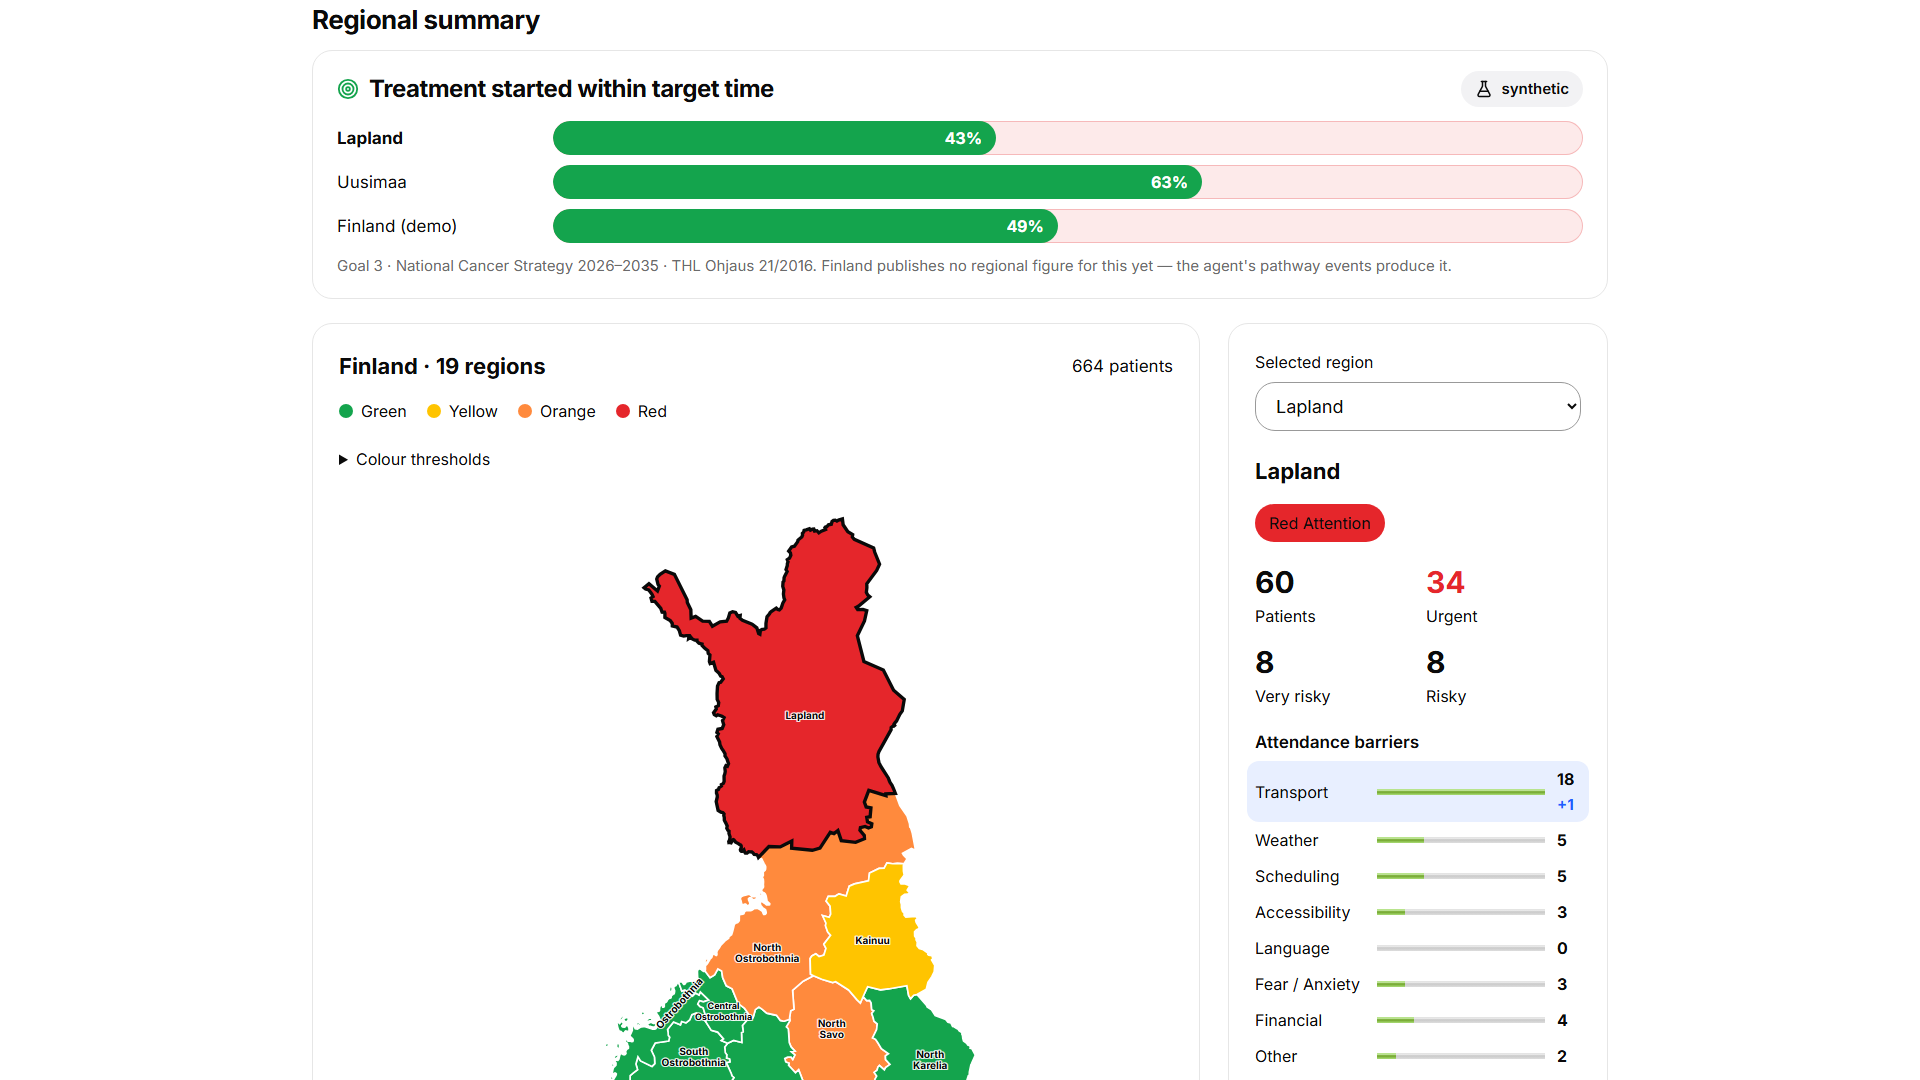 Regional summary
Treatment started within target time
synthetic
Lapland
43%
Uusimaa
63%
Finland (demo)
49%
Goal 3 · National Cancer Strategy 2026–2035 · THL Ohjaus 21/2016. Finland publishes no regional figure for this yet — the agent's pathway events produce it.
Finland · 19 regions
664 patients
Green
Yellow
Orange
Red
Colour thresholds
Lapland
North
Ostrobothnia
Kainuu
Ostrobothnia
Central
Ostrobothnia
North
Savo
South
Ostrobothnia
North
Karelia
Selected region
Lapland
Lapland
Red Attention
60
Patients
34
Urgent
8
Very risky
8
Risky
Attendance barriers
Transport
18
+1
Weather
5
Scheduling
5
Accessibility
3
Language
0
Fear / Anxiety
3
Financial
4
Other
2